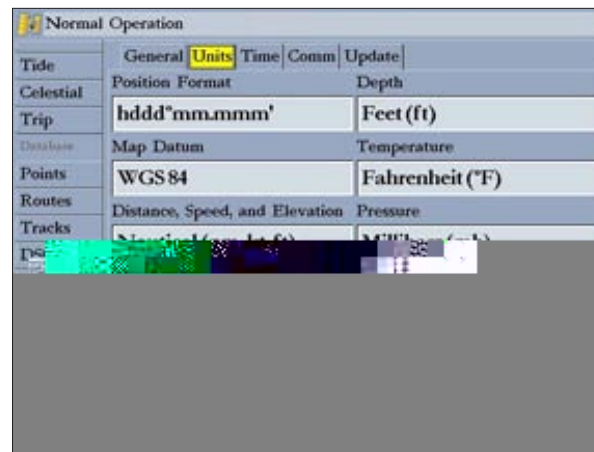 Normal Operation
General Units Time Comm Update
Tide
Celestial
Trip
Database
Points
Routes
Tracks
Position Format
hddd°mm.mmm'
Depth
Feet (ft)
Map Datum
WGS 84
Temperature
Fahrenheit (°F)
Distance, Speed, and Elevation
Pressure